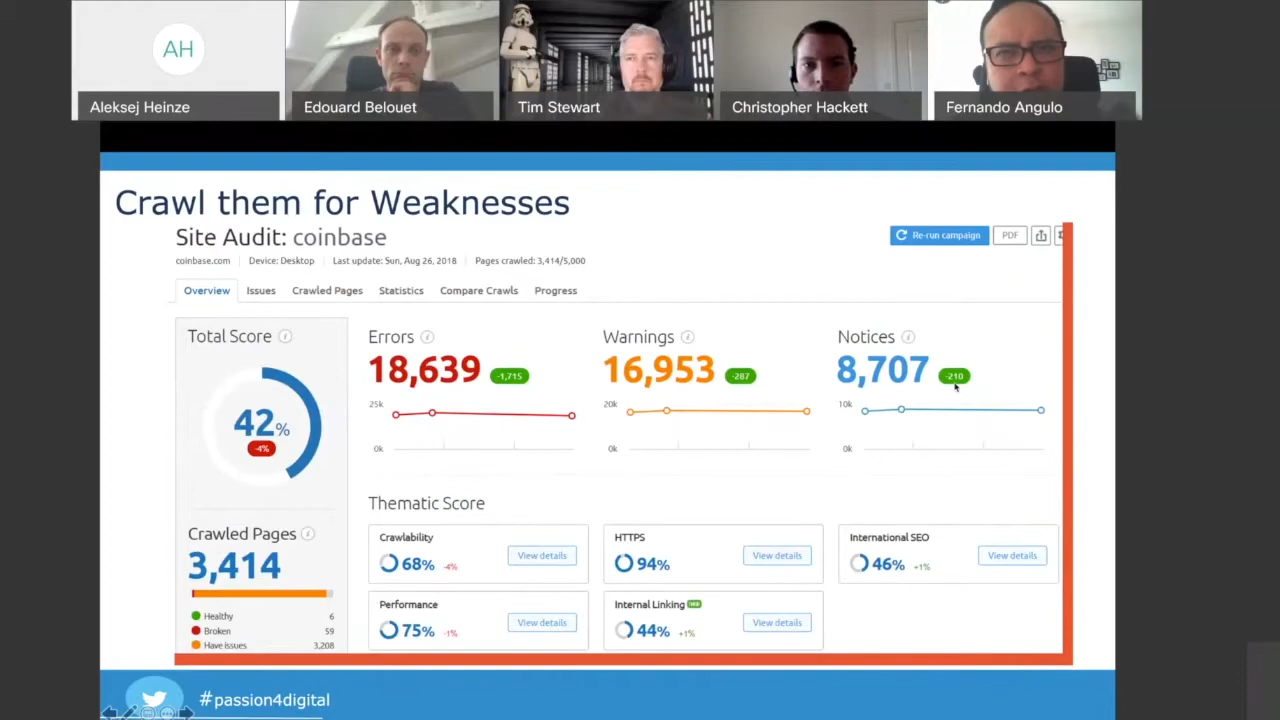 AH
Aleksej Heinze
Edouard Belouet
Tim Stewart
Christopher Hackett
Fernando Angulo
Crawl them for Weaknesses
Site Audit: coinbase
Re-run campaign
PDF
coinbase.com
Device: Desktop
Last update: Sun, Aug 26, 2018
Pages crawled: 3,414/5,000
Overview
Issues
Crawled Pages
Statistics
Compare Crawls
Progress
Total Score
42%
-4%
Errors
18,639
-1,715
25k
0k
Warnings
16,953
-287
20k
0k
Notices
8,707
-210
10k
0k
Crawled Pages
3,414
Healthy 6
Broken 59
Have issues 3,208
Thematic Score
Crawlability
68% -4%
View details
HTTPS
94%
View details
International SEO
46% +1%
View details
Performance
75% -1%
View details
Internal Linking
44% +1%
View details
#passion4digital